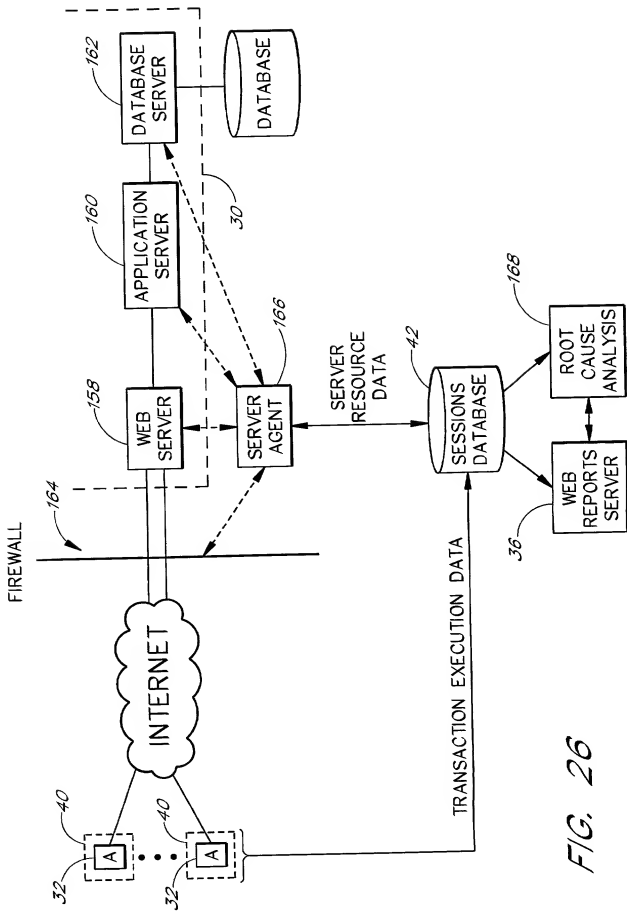 FIREWALL
164
158
160
162
WEB
SERVER
APPLICATION
SERVER
DATABASE
SERVER
30
DATABASE
INTERNET
40
32
A
40
32
A
SERVER
AGENT
166
SERVER
RESOURCE
DATA
42
SESSIONS
DATABASE
TRANSACTION EXECUTION DATA
36
WEB
REPORTS
SERVER
168
ROOT
CAUSE
ANALYSIS
FIG. 26